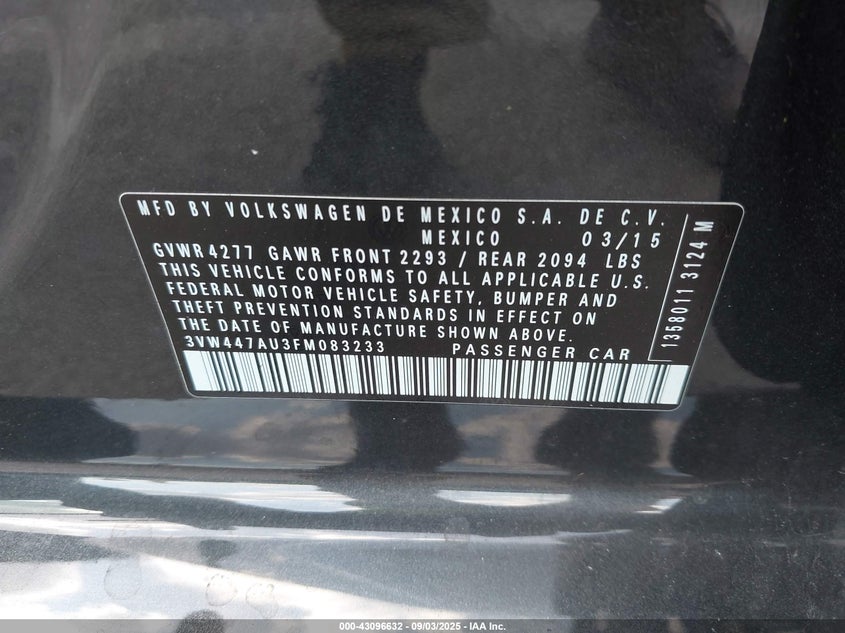 MFD BY VOLKSWAGEN DE MEXICO S.A. DE C.V.
MEXICO 03/15
GVWR 4277 GAWR FRONT 2293 / REAR 2094 LBS
THIS VEHICLE CONFORMS TO ALL APPLICABLE U.S.
FEDERAL MOTOR VEHICLE SAFETY, BUMPER AND
THEFT PREVENTION STANDARDS IN EFFECT ON
THE DATE OF MANUFACTURE SHOWN ABOVE.
3VW447AU3FM083233 PASSENGER CAR
1358011 3124 M
000-43096632 - 09/03/2025 - IAA Inc.